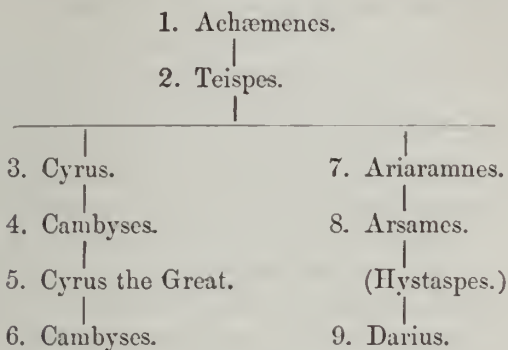 1. Achæmenes.
2. Teispes.
3. Cyrus. 7. Ariaramnes.
4. Cambyses. 8. Arsames.
5. Cyrus the Great. (Hystaspes.)
6. Cambyses. 9. Darius.